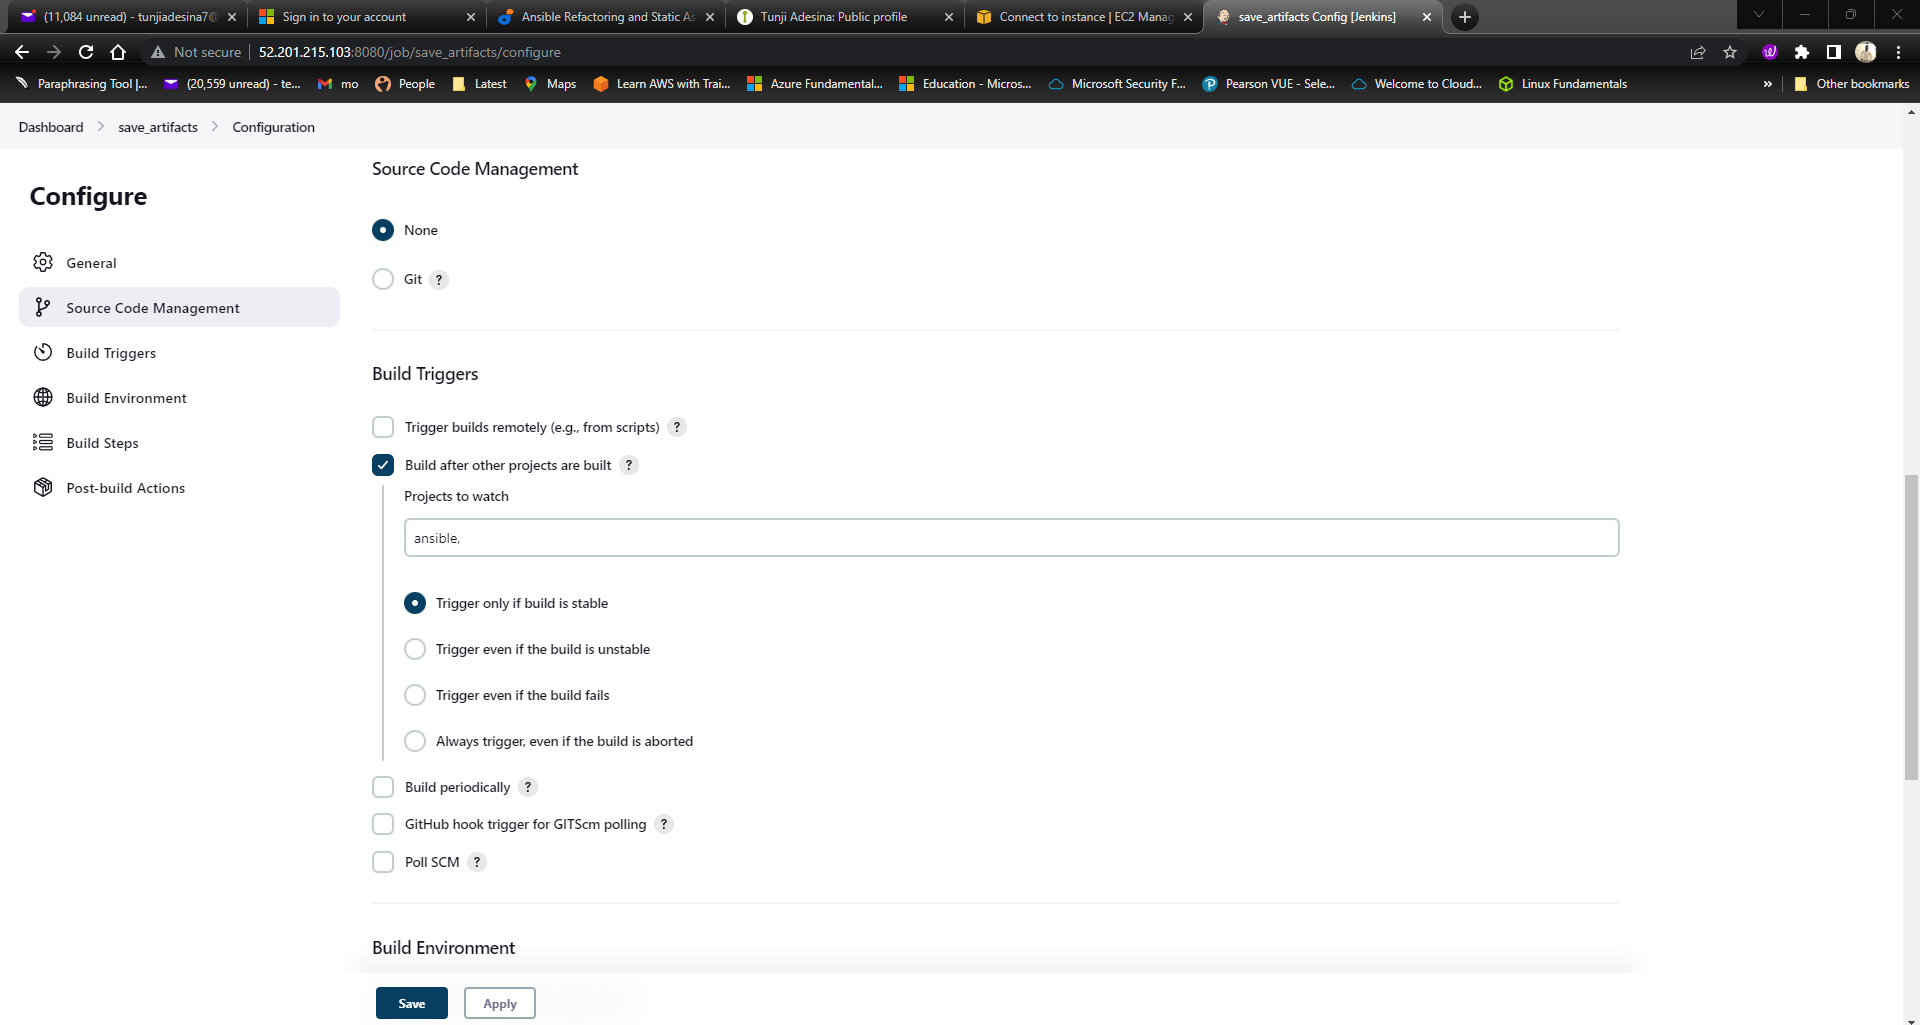 (11,084 unread) - tunjiadesina7@
Sign in to your account
Ansible Refactoring and Static As
Tunji Adesina: Public profile
Connect to instance | EC2 Manag
save_artifacts Config [Jenkins]
Not secure
52.201.215.103:8080/job/save_artifacts/configure
Paraphrasing Tool |...
(20,559 unread) - te...
mo
People
Latest
Maps
Learn AWS with Trai...
Azure Fundamental...
Education - Micros...
Microsoft Security F...
Pearson VUE - Sele...
Welcome to Cloud...
Linux Fundamentals
»
Other bookmarks
Dashboard
save_artifacts
Configuration
Configure
General
Source Code Management
Build Triggers
Build Environment
Build Steps
Post-build Actions
Source Code Management
None
Git ?
Build Triggers
Trigger builds remotely (e.g., from scripts) ?
Build after other projects are built ?
Projects to watch
ansible,
Trigger only if build is stable
Trigger even if the build is unstable
Trigger even if the build fails
Always trigger, even if the build is aborted
Build periodically ?
GitHub hook trigger for GITScm polling ?
Poll SCM ?
Build Environment
Save
Apply